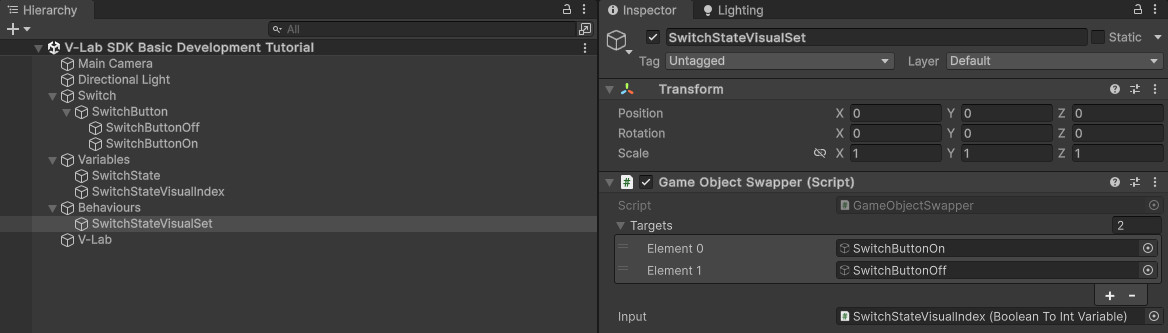 Hierarchy
All
V-Lab SDK Basic Development Tutorial
Main Camera
Directional Light
Switch
SwitchButton
SwitchButtonOff
SwitchButtonOn
Variables
SwitchState
SwitchStateVisualIndex
Behaviours
SwitchStateVisualSet
V-Lab
Inspector Lighting
SwitchStateVisualSet Static
Tag Untagged Layer Default
Transform
Position X 0 Y 0 Z 0
Rotation X 0 Y 0 Z 0
Scale X 1 Y 1 Z 1
# Game Object Swapper (Script)
Script # GameObjectSwapper
Targets 2
Element 0 SwitchButtonOn
Element 1 SwitchButtonOff
+ -
Input # SwitchStateVisualIndex (Boolean To Int Variable)